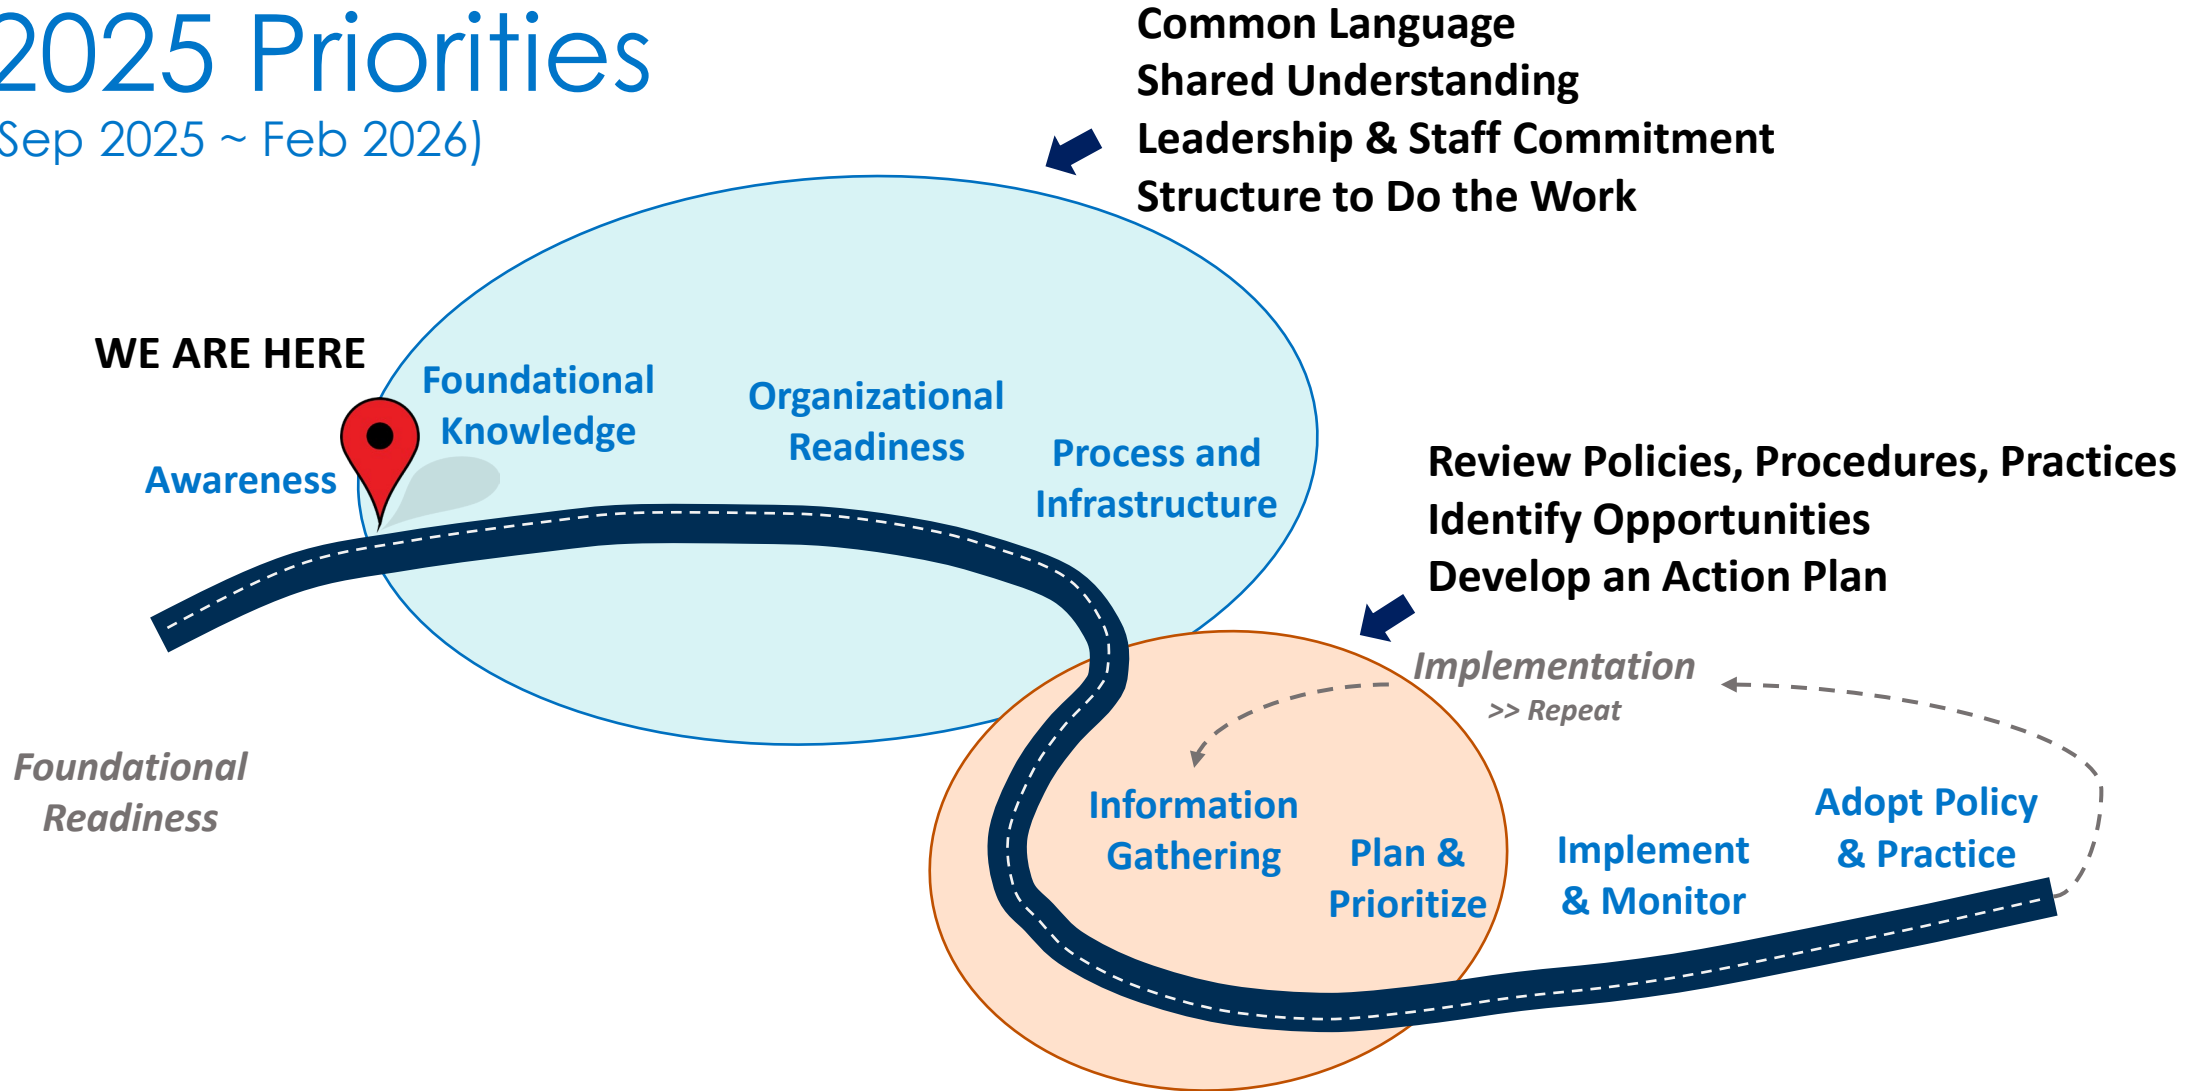 2025 Priorities
Sep 2025 ~ Feb 2026)
Common Language
Shared Understanding
Leadership & Staff Commitment
Structure to Do the Work
WE ARE HERE
Awareness
Foundational
Knowledge
Organizational
Readiness
Process and
Infrastructure
Review Policies, Procedures, Practices
Identify Opportunities
Develop an Action Plan
Implementation
>> Repeat
Foundational
Readiness
Information
Gathering
Plan &
Prioritize
Implement
& Monitor
Adopt Policy
& Practice